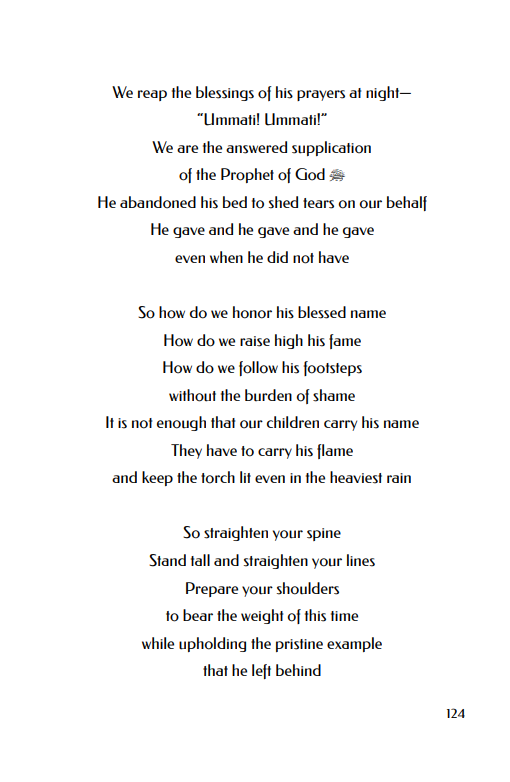 We reap the blessings of his prayers at night—
“Ummati! Ummati!”
We are the answered supplication
of the Prophet of God ﷺ
He abandoned his bed to shed tears on our behalf
He gave and he gave and he gave
even when he did not have
So how do we honor his blessed name
How do we raise high his fame
How do we follow his footsteps
without the burden of shame
It is not enough that our children carry his name
They have to carry his flame
and keep the torch lit even in the heaviest rain
So straighten your spine
Stand tall and straighten your lines
Prepare your shoulders
to bear the weight of this time
while upholding the pristine example
that he left behind
124